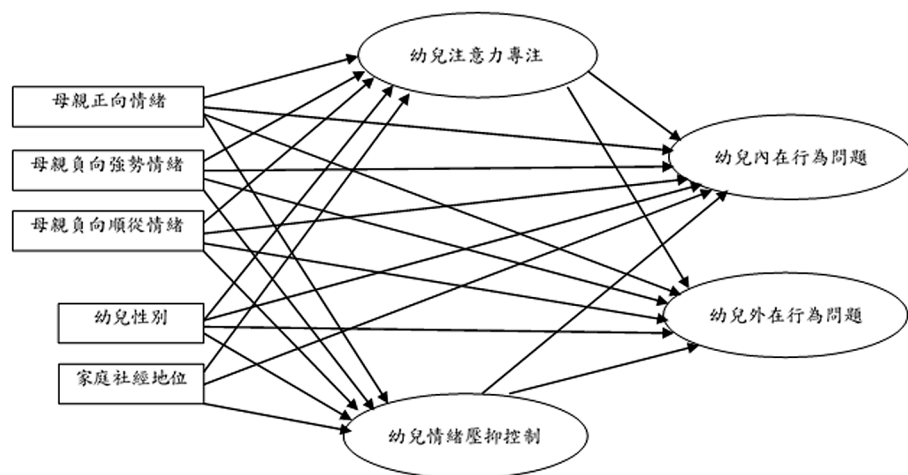 幼兒注意力專注
母親正向情緒
幼兒內在行為問題
母親負向強勢情緒
母親負向順從情緒
幼兒性別
幼兒外在行為問題
家庭社經地位
幼兒情緒壓抑控制